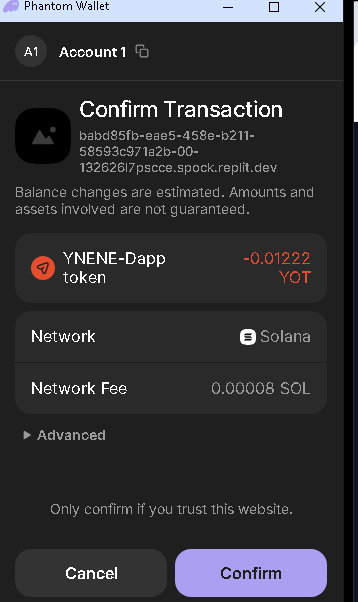 Phantom Wallet
A1 Account 1
Confirm Transaction
babd85fb-eae5-458e-b211-
58593c971a2b-00-
132626l7pscce.spock.replit.dev
Balance changes are estimated. Amounts and
assets involved are not guaranteed.
YNENE-Dapp -0.01222
token YOT
Network Solana
Network Fee 0.00008 SOL
Advanced
Only confirm if you trust this website.
Cancel Confirm